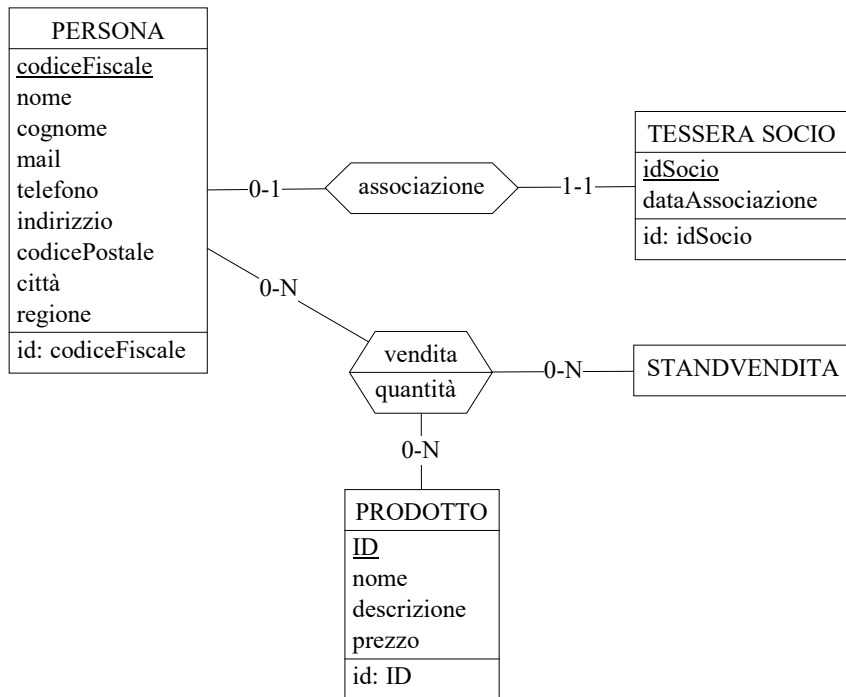 PERSONA
codiceFiscale
nome
cognome
mail
telefono
indirizzio
codicePostale
città
regione
id: codiceFiscale
0-1
associazione
1-1
TESSERA SOCIO
idSocio
dataAssociazione
id: idSocio
0-N
vendita
quantità
0-N
STANDVENDITA
0-N
PRODOTTO
ID
nome
descrizione
prezzo
id: ID